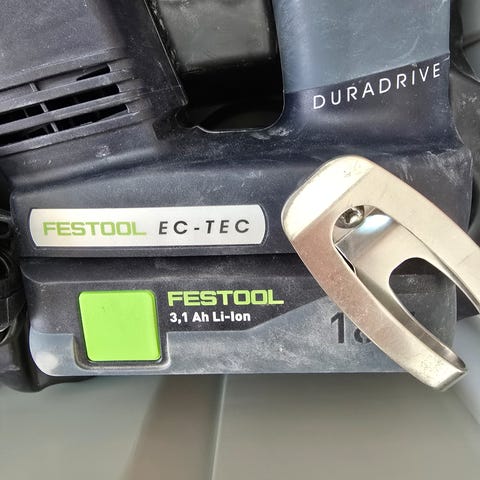 DURADRIVE
FESTOOL EC-TEC
FESTOOL
3,1 Ah Li-Ion